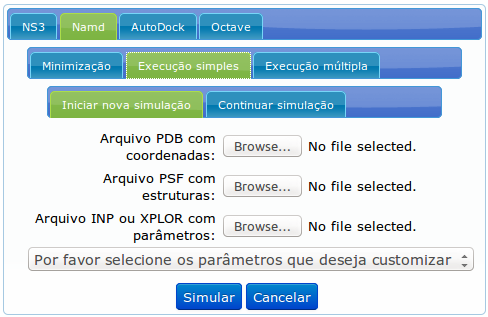 NS3 Namd AutoDock Octave
Minimização Execução simples Execução múltipla
Iniciar nova simulação Continuar simulação
Arquivo PDB com
coordenadas: Browse... No file selected.
Arquivo PSF com
estruturas: Browse... No file selected.
Arquivo INP ou XPLOR com
parâmetros: Browse... No file selected.
Por favor selecione os parâmetros que deseja customizar
Simular Cancelar